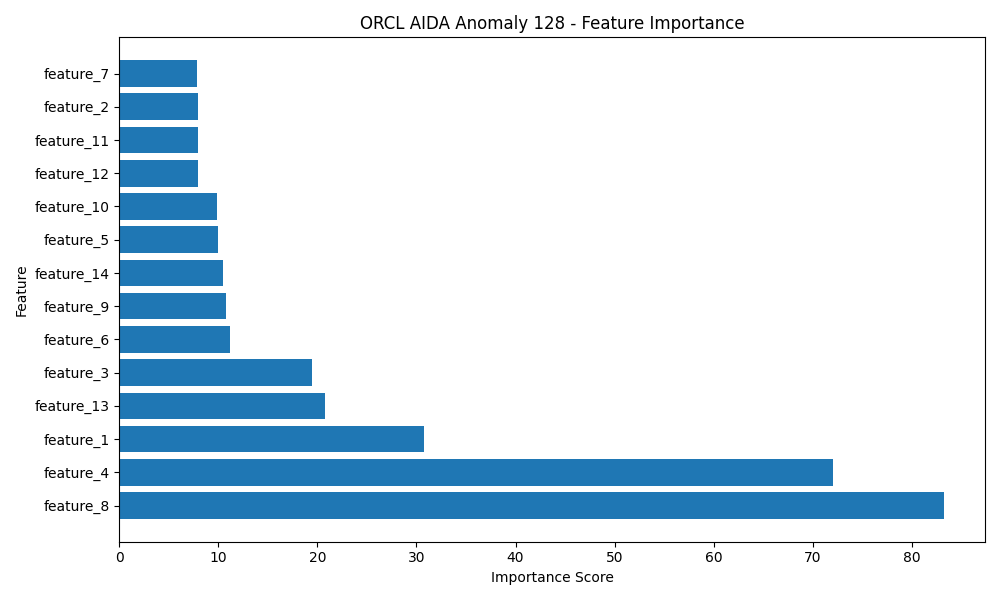 ORCL AIDA Anomaly 128 - Feature Importance
Feature
feature_7
feature_2
feature_11
feature_12
feature_10
feature_5
feature_14
feature_9
feature_6
feature_3
feature_13
feature_1
feature_4
feature_8
0 10 20 30 40 50 60 70 80
Importance Score